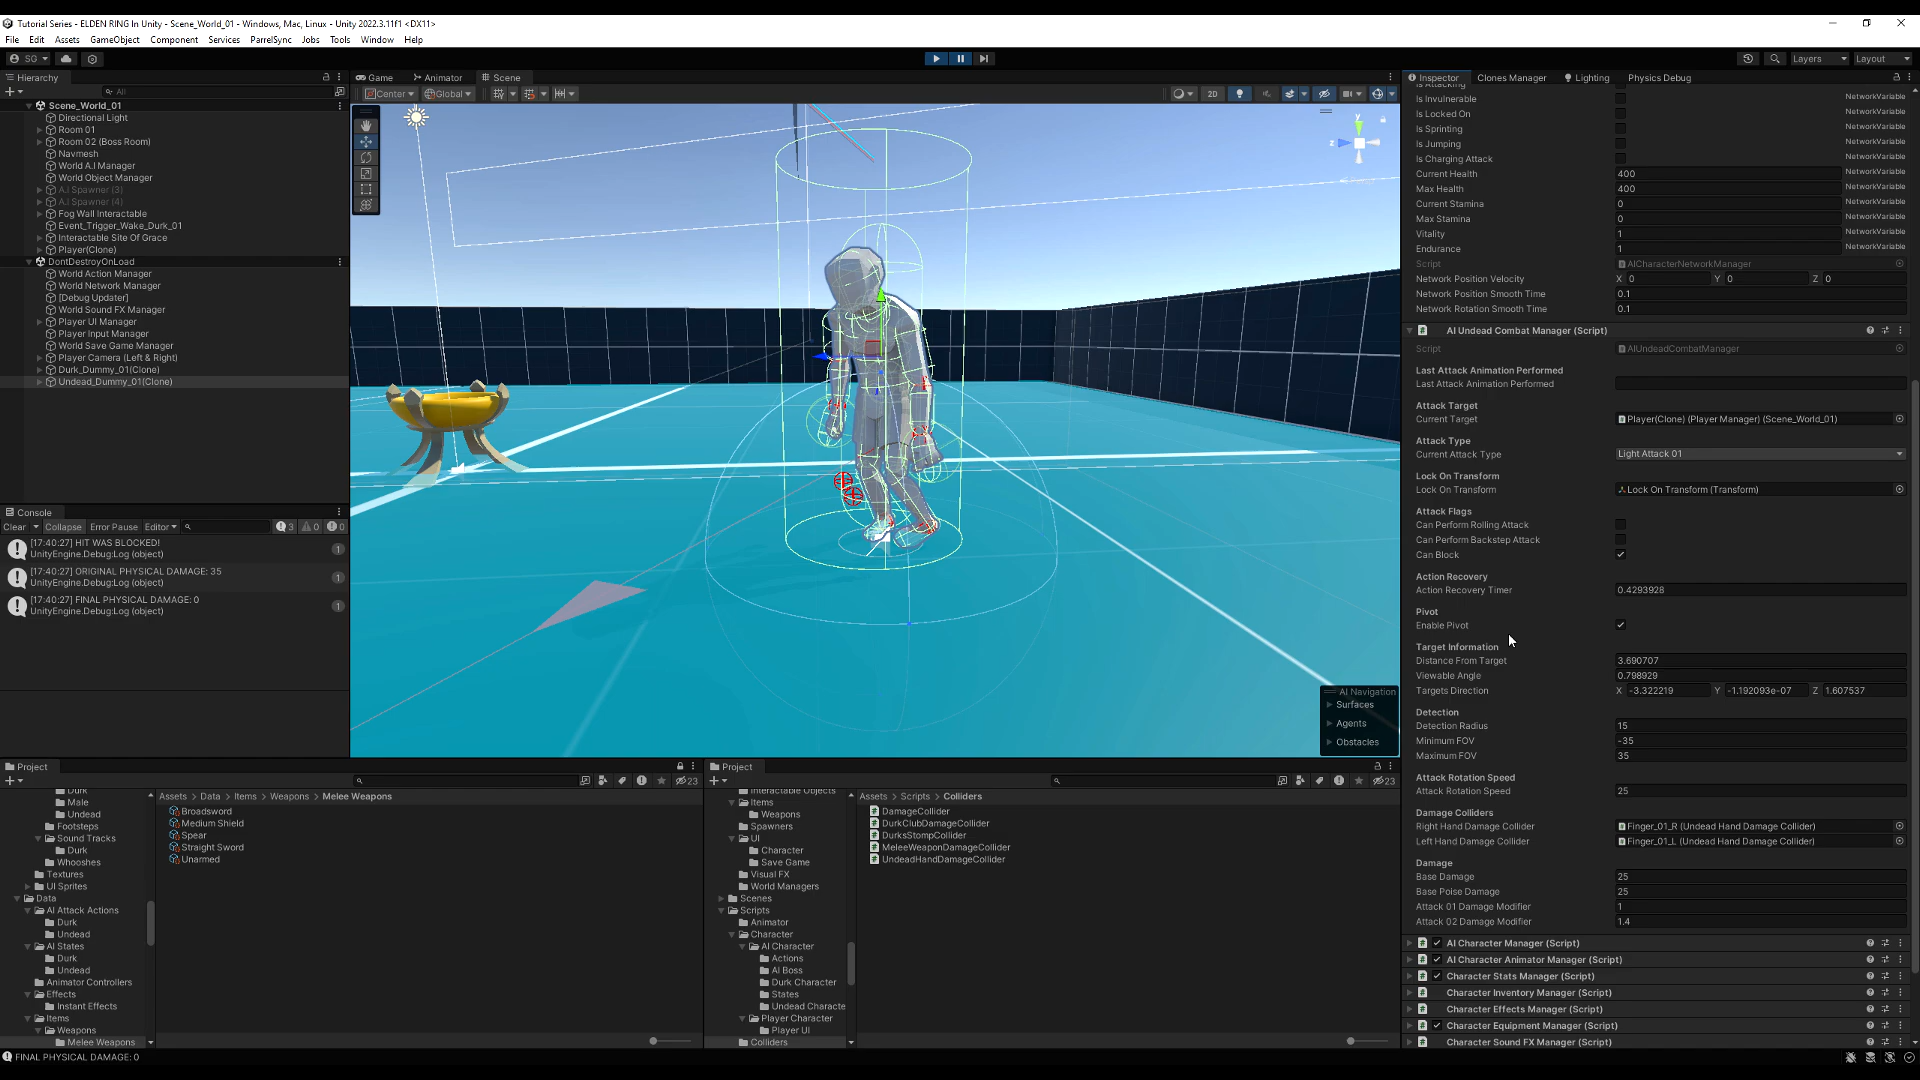 Tutorial Series - ELDEN RING In Unity - Scene_World_01 - Windows, Mac, Linux - Unity 2022.3.11f1 <DX11>
File Edit Assets GameObject Component Services ParrelSync Jobs Tools Window Help
SG Layers Layout
Hierarchy
All
Scene_World_01
Directional Light
Room 01
Room 02 (Boss Room)
Navmesh
World A.I Manager
World Object Manager
A.I Spawner (3)
A.I Spawner (4)
Fog Wall Interactable
Event_Trigger_Wake_Durk_01
Interactable Site Of Grace
Player(Clone)
DontDestroyOnLoad
World Action Manager
World Network Manager
[Debug Updater]
World Sound FX Manager
Player UI Manager
Player Input Manager
World Save Game Manager
Player Camera (Left & Right)
Durk_Dummy_01(Clone)
Undead_Dummy_01(Clone)
Console
Clear Collapse Error Pause Editor 3 0 0
[17:40:27] HIT WAS BLOCKED!
UnityEngine.Debug:Log (object)
1
[17:40:27] ORIGINAL PHYSICAL DAMAGE: 35
UnityEngine.Debug:Log (object)
1
[17:40:27] FINAL PHYSICAL DAMAGE: 0
UnityEngine.Debug:Log (object)
1
Game Animator Scene
Center Global 2D
y
z
AI Navigation
Surfaces
Agents
Obstacles
Project
23
Durk
Male
Undead
Footsteps
Sound Tracks
Durk
Whooshes
Textures
UI Sprites
Data
AI Attack Actions
Durk
Undead
AI States
Durk
Undead
Animator Controllers
Effects
Instant Effects
Items
Weapons
Melee Weapons
Assets > Data > Items > Weapons > Melee Weapons
Broadsword
Medium Shield
Spear
Straight Sword
Unarmed
Project
23
Interactable Objects
Items
Weapons
Spawners
UI
Character
Save Game
Visual FX
World Managers
Scenes
Scripts
Animator
Character
AI Character
Actions
AI Boss
Durk Character
States
Undead Characte
Player Character
Player UI
Colliders
Assets > Scripts > Colliders
DamageCollider
DurkClubDamageCollider
DurksStompCollider
MeleeWeaponDamageCollider
UndeadHandDamageCollider
Inspector Clones Manager Lighting Physics Debug
Is Attacking
Is Invulnerable NetworkVariable
Is Locked On NetworkVariable
Is Sprinting NetworkVariable
Is Jumping NetworkVariable
Is Charging Attack NetworkVariable
Current Health 400 NetworkVariable
Max Health 400 NetworkVariable
Current Stamina 0 NetworkVariable
Max Stamina 0 NetworkVariable
Vitality 1 NetworkVariable
Endurance 1 NetworkVariable
Script AICharacterNetworkManager
Network Position Velocity X 0 Y 0 Z 0
Network Position Smooth Time 0.1
Network Rotation Smooth Time 0.1
AI Undead Combat Manager (Script)
Script AIUndeadCombatManager
Last Attack Animation Performed
Last Attack Animation Performed
Attack Target
Current Target Player(Clone) (Player Manager) (Scene_World_01)
Attack Type
Current Attack Type Light Attack 01
Lock On Transform
Lock On Transform Lock On Transform (Transform)
Attack Flags
Can Perform Rolling Attack
Can Perform Backstep Attack
Can Block
Action Recovery
Action Recovery Timer 0.4293928
Pivot
Enable Pivot
Target Information
Distance From Target 3.690707
Viewable Angle 0.798929
Targets Direction X -3.322219 Y -1.192093e-07 Z 1.607537
Detection
Detection Radius 15
Minimum FOV -35
Maximum FOV 35
Attack Rotation Speed
Attack Rotation Speed 25
Damage Colliders
Right Hand Damage Collider Finger_01_R (Undead Hand Damage Collider)
Left Hand Damage Collider Finger_01_L (Undead Hand Damage Collider)
Damage
Base Damage 25
Base Poise Damage 25
Attack 01 Damage Modifier 1
Attack 02 Damage Modifier 1.4
AI Character Manager (Script)
AI Character Animator Manager (Script)
Character Stats Manager (Script)
Character Inventory Manager (Script)
Character Effects Manager (Script)
Character Equipment Manager (Script)
Character Sound FX Manager (Script)
FINAL PHYSICAL DAMAGE: 0